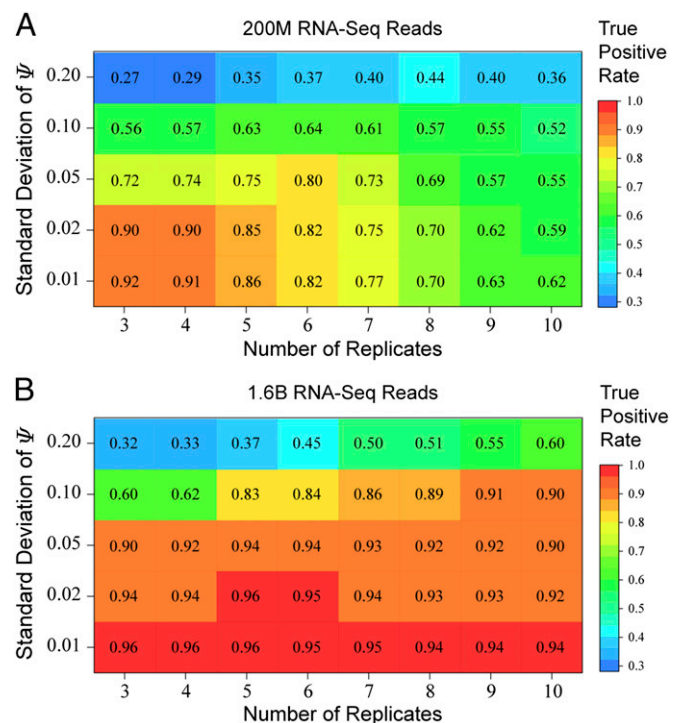 A
200M RNA-Seq Reads
True
Positive
Rate
Standard Deviation of Ψ
0.20 0.27 0.29 0.35 0.37 0.40 0.44 0.40 0.36
0.10 0.56 0.57 0.63 0.64 0.61 0.57 0.55 0.52
0.05 0.72 0.74 0.75 0.80 0.73 0.69 0.57 0.55
0.02 0.90 0.90 0.85 0.82 0.75 0.70 0.62 0.59
0.01 0.92 0.91 0.86 0.82 0.77 0.70 0.63 0.62
3 4 5 6 7 8 9 10
Number of Replicates
1.0
0.9
0.8
0.7
0.6
0.5
0.4
0.3
B
1.6B RNA-Seq Reads
True
Positive
Rate
Standard Deviation of Ψ
0.20 0.32 0.33 0.37 0.45 0.50 0.51 0.55 0.60
0.10 0.60 0.62 0.83 0.84 0.86 0.89 0.91 0.90
0.05 0.90 0.92 0.94 0.94 0.93 0.92 0.92 0.90
0.02 0.94 0.94 0.96 0.95 0.94 0.93 0.93 0.92
0.01 0.96 0.96 0.96 0.95 0.95 0.94 0.94 0.94
3 4 5 6 7 8 9 10
Number of Replicates
1.0
0.9
0.8
0.7
0.6
0.5
0.4
0.3